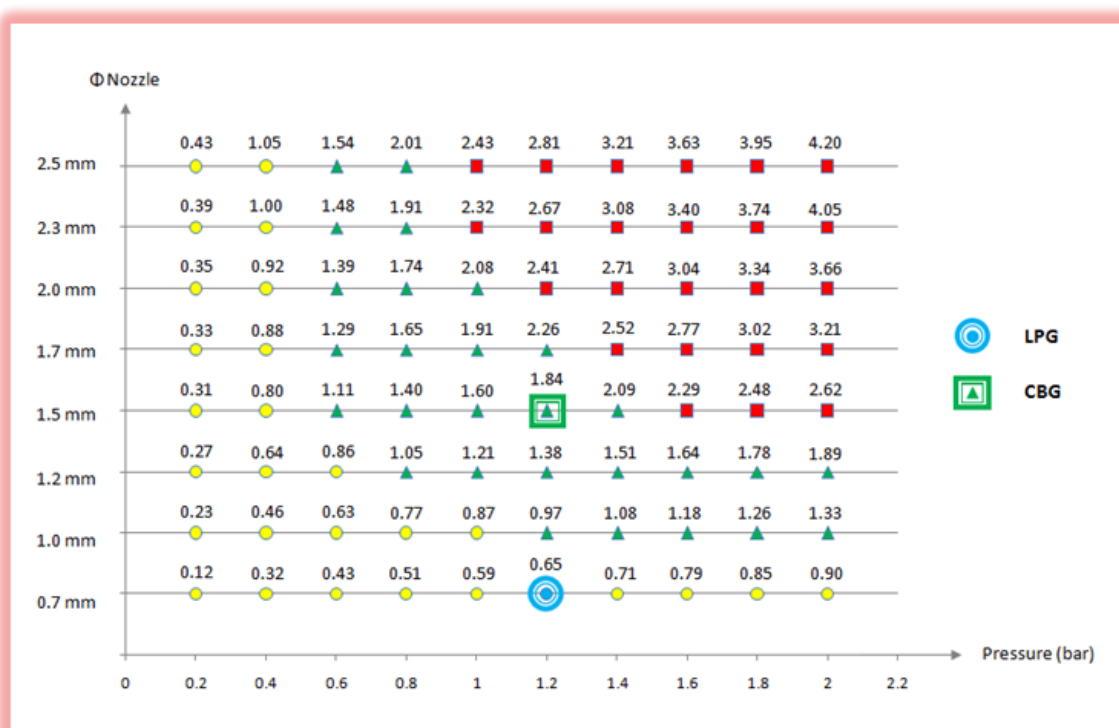 Φ Nozzle
0.43 1.05 1.54 2.01 2.43 2.81 3.21 3.63 3.95 4.20
2.5 mm
0.39 1.00 1.48 1.91 2.32 2.67 3.08 3.40 3.74 4.05
2.3 mm
0.35 0.92 1.39 1.74 2.08 2.41 2.71 3.04 3.34 3.66
2.0 mm
0.33 0.88 1.29 1.65 1.91 2.26 2.52 2.77 3.02 3.21
1.7 mm
LPG
0.31 0.80 1.11 1.40 1.60 1.84 2.09 2.29 2.48 2.62
1.5 mm
CBG
0.27 0.64 0.86 1.05 1.21 1.38 1.51 1.64 1.78 1.89
1.2 mm
0.23 0.46 0.63 0.77 0.87 0.97 1.08 1.18 1.26 1.33
1.0 mm
0.12 0.32 0.43 0.51 0.59 0.65 0.71 0.79 0.85 0.90
0.7 mm
Pressure (bar)
0 0.2 0.4 0.6 0.8 1 1.2 1.4 1.6 1.8 2 2.2